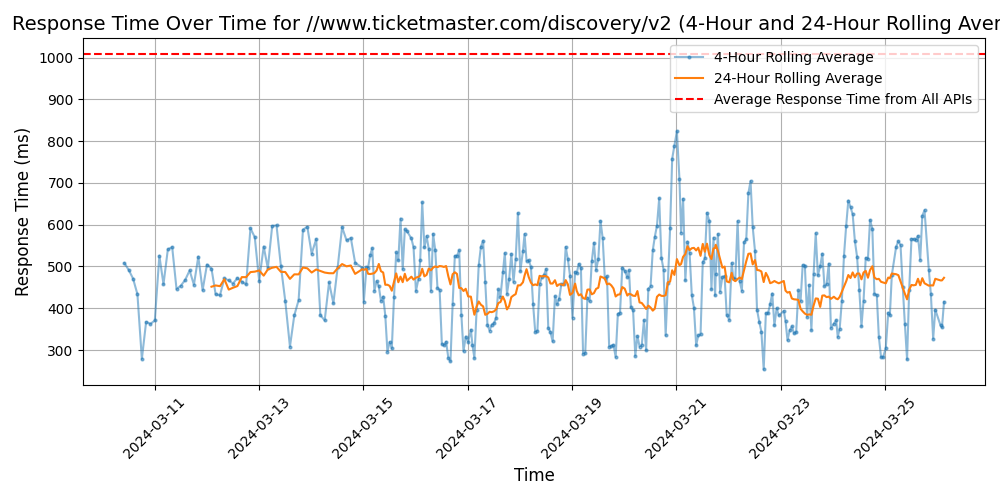 Response Time Over Time for //www.ticketmaster.com/discovery/v2 (4-Hour and 24-Hour Rolling Aver
4-Hour Rolling Average
24-Hour Rolling Average
Average Response Time from All APIs
Response Time (ms)
1000
900
800
700
600
500
400
300
2024-03-11
2024-03-13
2024-03-15
2024-03-17
2024-03-19
2024-03-21
2024-03-23
2024-03-25
Time